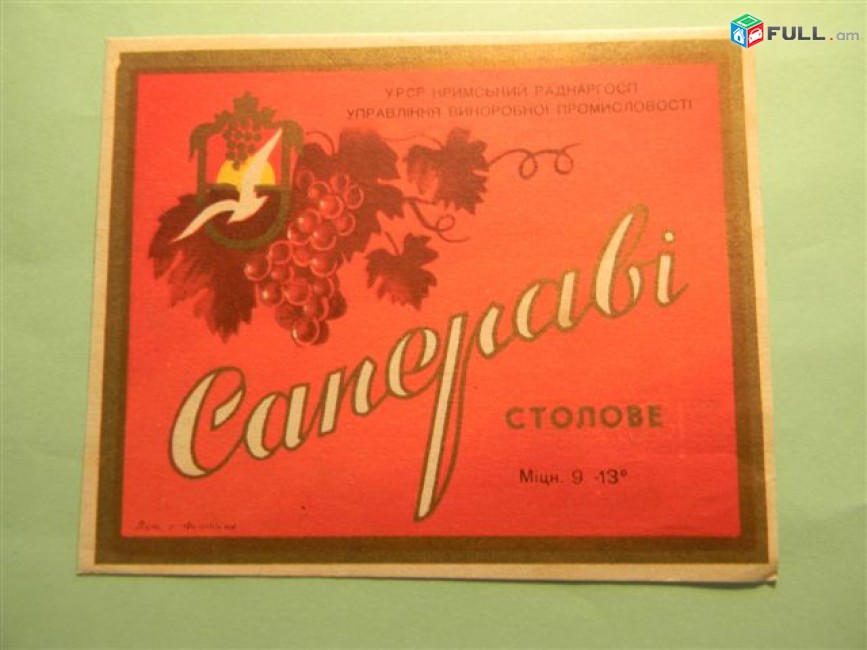 FULL.am
УРСР КРИМСЬКИЙ РАДНАРГОСП
УПРАВЛІННЯ ВИНОРОБНОЇ ПРОМИСЛОВОСТІ
Сапераві
СТОЛОВЕ
Міцн. 9 -13°